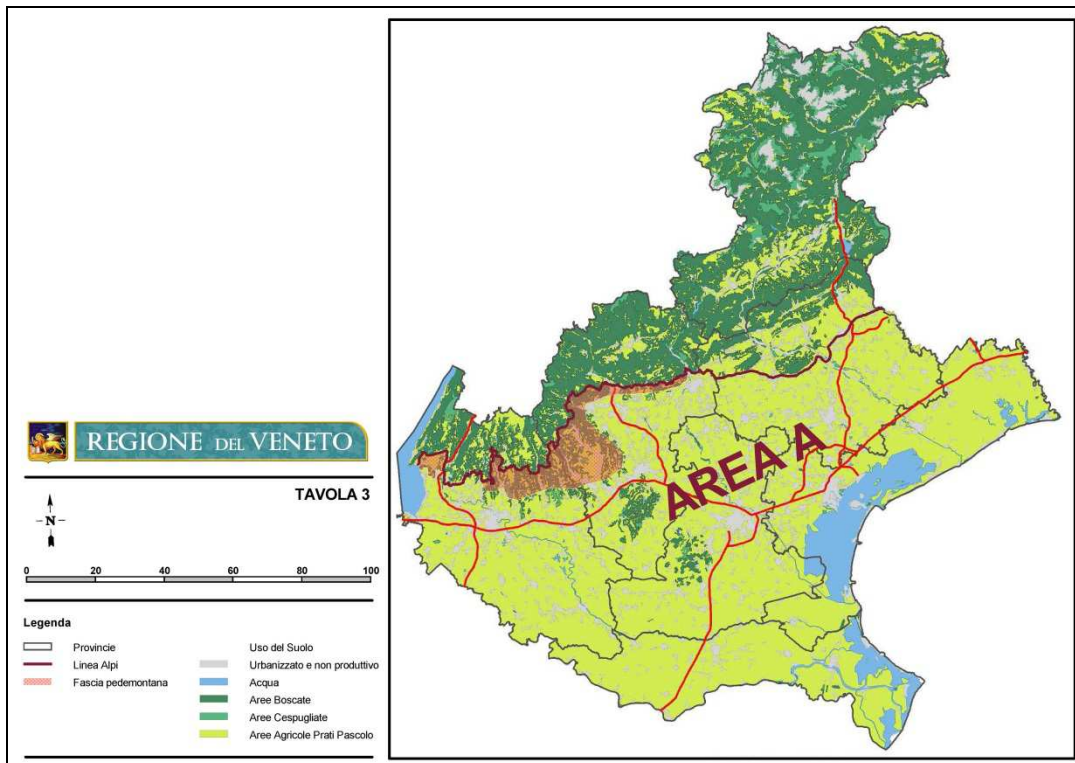 REGIONE DEL VENETO
TAVOLA 3
N
0 20 40 60 80 100
Legenda
Provincie
Linea Alpi
Fascia pedemontana
Uso del Suolo
Urbanizzato e non produttivo
Acqua
Aree Boscate
Aree Cespugliate
Aree Agricole Prati Pascolo
AREA A